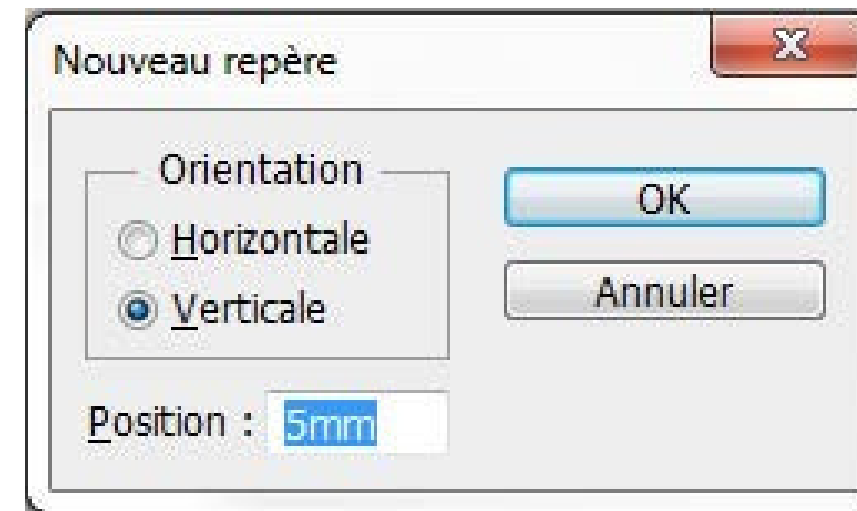 Nouveau repère
Orientation
Horizontale
Verticale
Position : 5mm
OK
Annuler